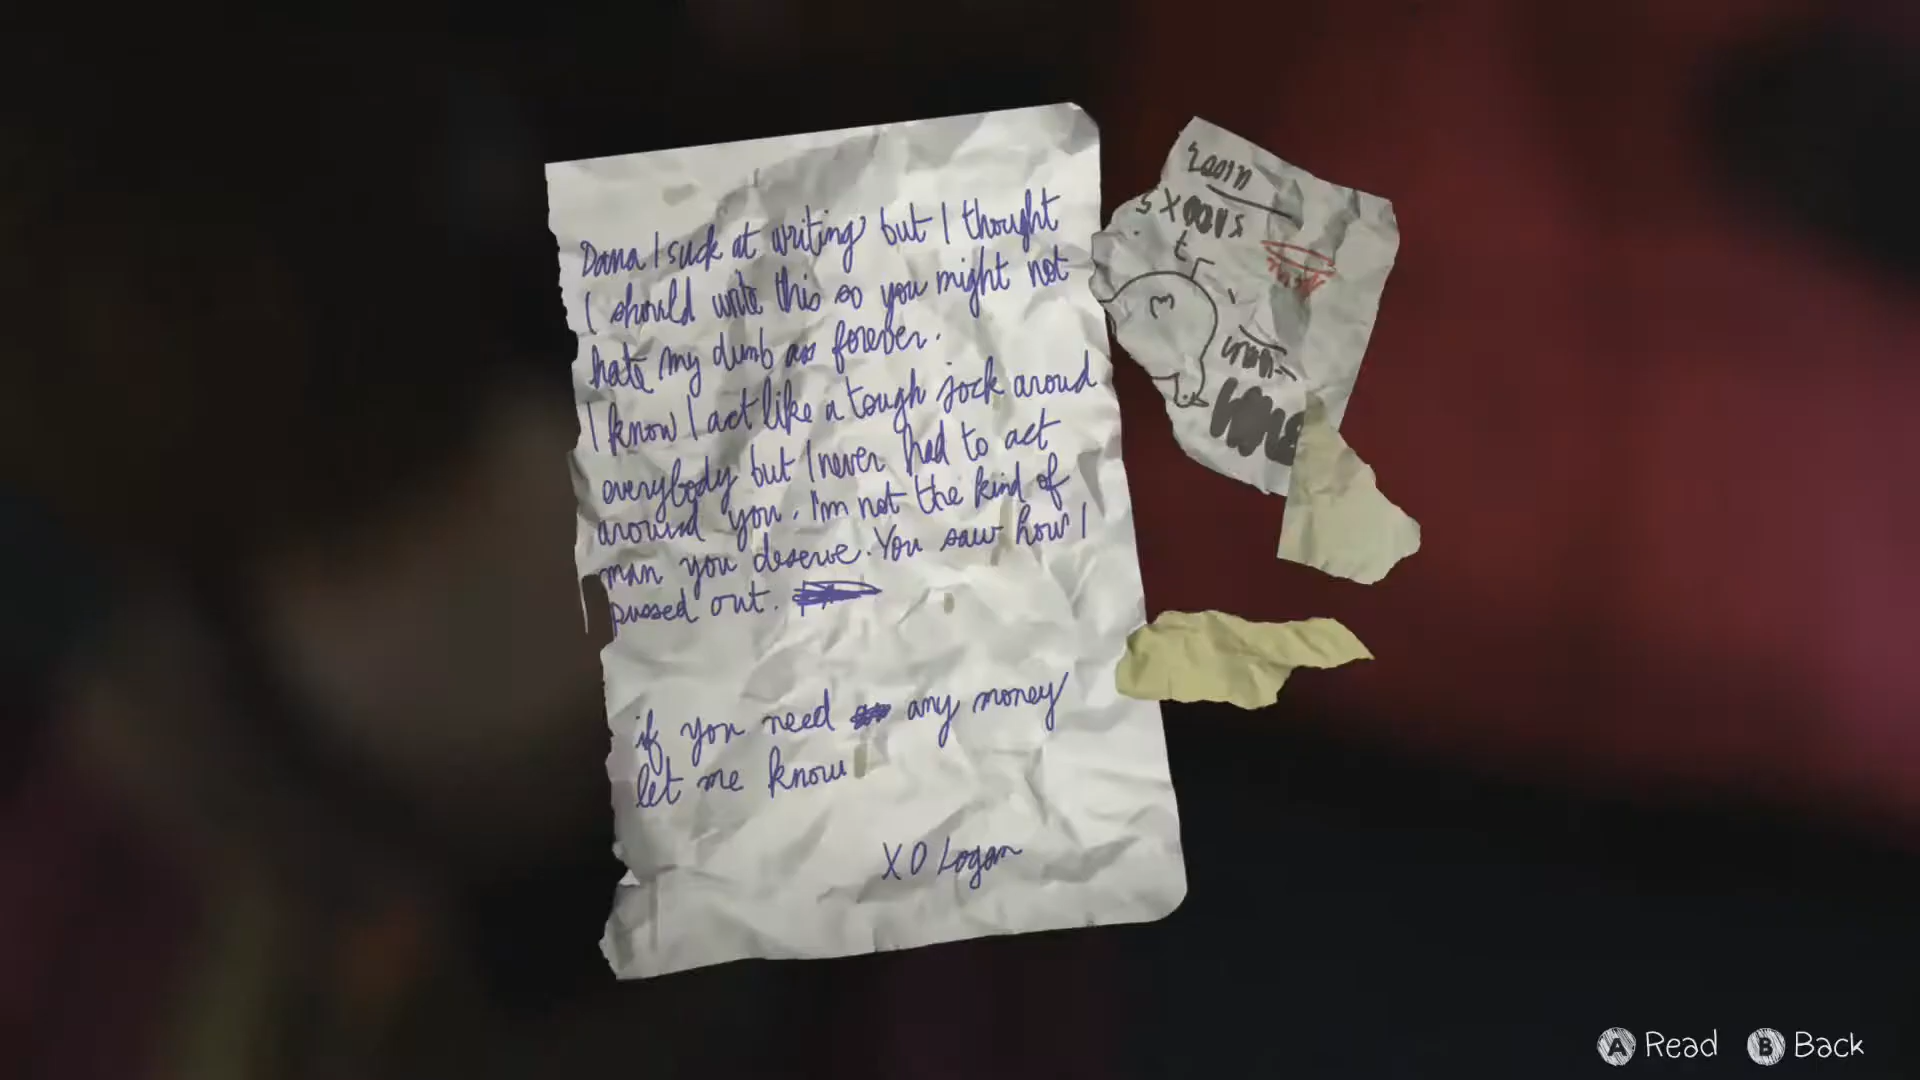 Dana I suck at writing but I thought
I should write this so you might not
hate my dumb ass forever.
I know I act like a tough jock aroud
everybody but I never had to act
around you. I'm not the kind of
man you deserve. You saw how I
pussed out.
if you need any money
let me know
XO Logan
A Read B Back